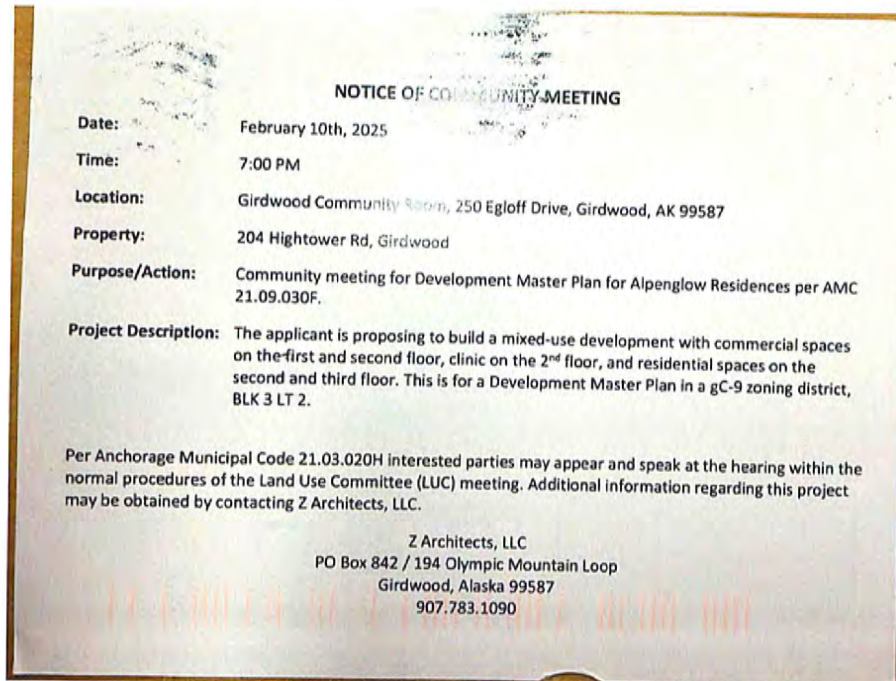 NOTICE OF COMMUNITY MEETING
Date: February 10th, 2025
Time: 7:00 PM
Location: Girdwood Community Room, 250 Egloff Drive, Girdwood, AK 99587
Property: 204 Hightower Rd, Girdwood
Purpose/Action: Community meeting for Development Master Plan for Alpenglow Residences per AMC
21.09.030F.
Project Description: The applicant is proposing to build a mixed-use development with commercial spaces
on the first and second floor, clinic on the 2nd floor, and residential spaces on the
second and third floor. This is for a Development Master Plan in a gC-9 zoning district,
BLK 3 LT 2.
Per Anchorage Municipal Code 21.03.020H interested parties may appear and speak at the hearing within the
normal procedures of the Land Use Committee (LUC) meeting. Additional information regarding this project
may be obtained by contacting Z Architects, LLC.
Z Architects, LLC
PO Box 842 / 194 Olympic Mountain Loop
Girdwood, Alaska 99587
907.783.1090